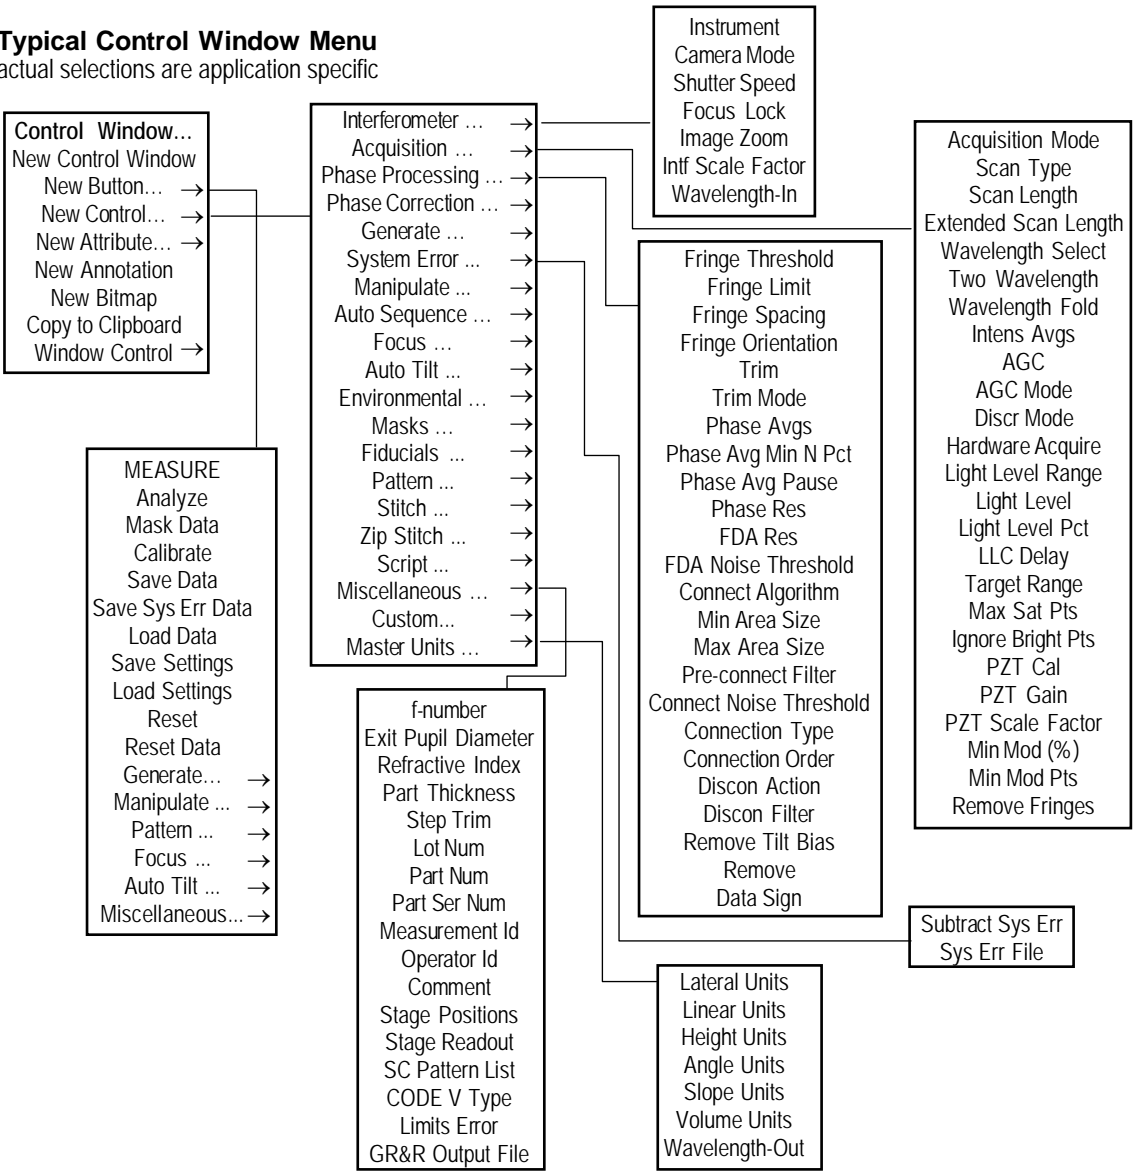 Typical Control Window Menu
actual selections are application specific
Control Window...
New Control Window
New Button... →
New Control... →
New Attribute... →
New Annotation
New Bitmap
Copy to Clipboard
Window Control →
MEASURE
Analyze
Mask Data
Calibrate
Save Data
Save Sys Err Data
Load Data
Save Settings
Load Settings
Reset
Reset Data
Generate... →
Manipulate ... →
Pattern ... →
Focus ... →
Auto Tilt ... →
Miscellaneous... →
Interferometer ... →
Acquisition ... →
Phase Processing ... →
Phase Correction ... →
Generate ... →
System Error ... →
Manipulate ... →
Auto Sequence ... →
Focus ... →
Auto Tilt ... →
Environmental ... →
Masks ... →
Fiducials ... →
Pattern ... →
Stitch ... →
Zip Stitch ... →
Script ... →
Miscellaneous ... →
Custom... →
Master Units ... →
f-number
Exit Pupil Diameter
Refractive Index
Part Thickness
Step Trim
Lot Num
Part Num
Part Ser Num
Measurement Id
Operator Id
Comment
Stage Positions
Stage Readout
SC Pattern List
CODE V Type
Limits Error
GR&R Output File
Instrument
Camera Mode
Shutter Speed
Focus Lock
Image Zoom
Intf Scale Factor
Wavelength-In
Fringe Threshold
Fringe Limit
Fringe Spacing
Fringe Orientation
Trim
Trim Mode
Phase Avgs
Phase Avg Min N Pct
Phase Avg Pause
Phase Res
FDA Res
FDA Noise Threshold
Connect Algorithm
Min Area Size
Max Area Size
Pre-connect Filter
Connect Noise Threshold
Connection Type
Connection Order
Discon Action
Discon Filter
Remove Tilt Bias
Remove
Data Sign
Lateral Units
Linear Units
Height Units
Angle Units
Slope Units
Volume Units
Wavelength-Out
Acquisition Mode
Scan Type
Scan Length
Extended Scan Length
Wavelength Select
Two Wavelength
Wavelength Fold
Intens Avgs
AGC
AGC Mode
Discr Mode
Hardware Acquire
Light Level Range
Light Level
Light Level Pct
LLC Delay
Target Range
Max Sat Pts
Ignore Bright Pts
PZT Cal
PZT Gain
PZT Scale Factor
Min Mod (%)
Min Mod Pts
Remove Fringes
Subtract Sys Err
Sys Err File